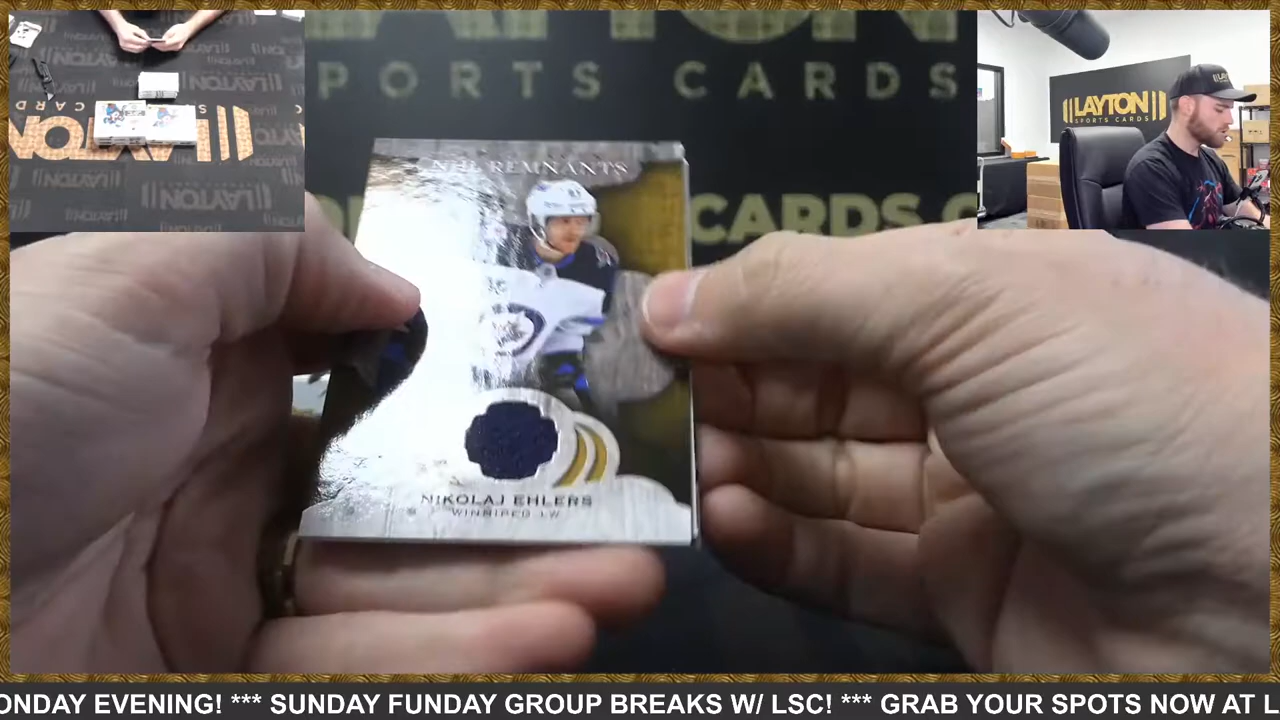 LAYTON
SPORTS CARDS
LAYTON
SPORTS CARDS
CARDS.C
NHL REMNANTS
NIKOLAJ EHLERS
WINNIPEG LW
ONDAY EVENING! *** SUNDAY FUNDAY GROUP BREAKS W/ LSC! *** GRAB YOUR SPOTS NOW AT L